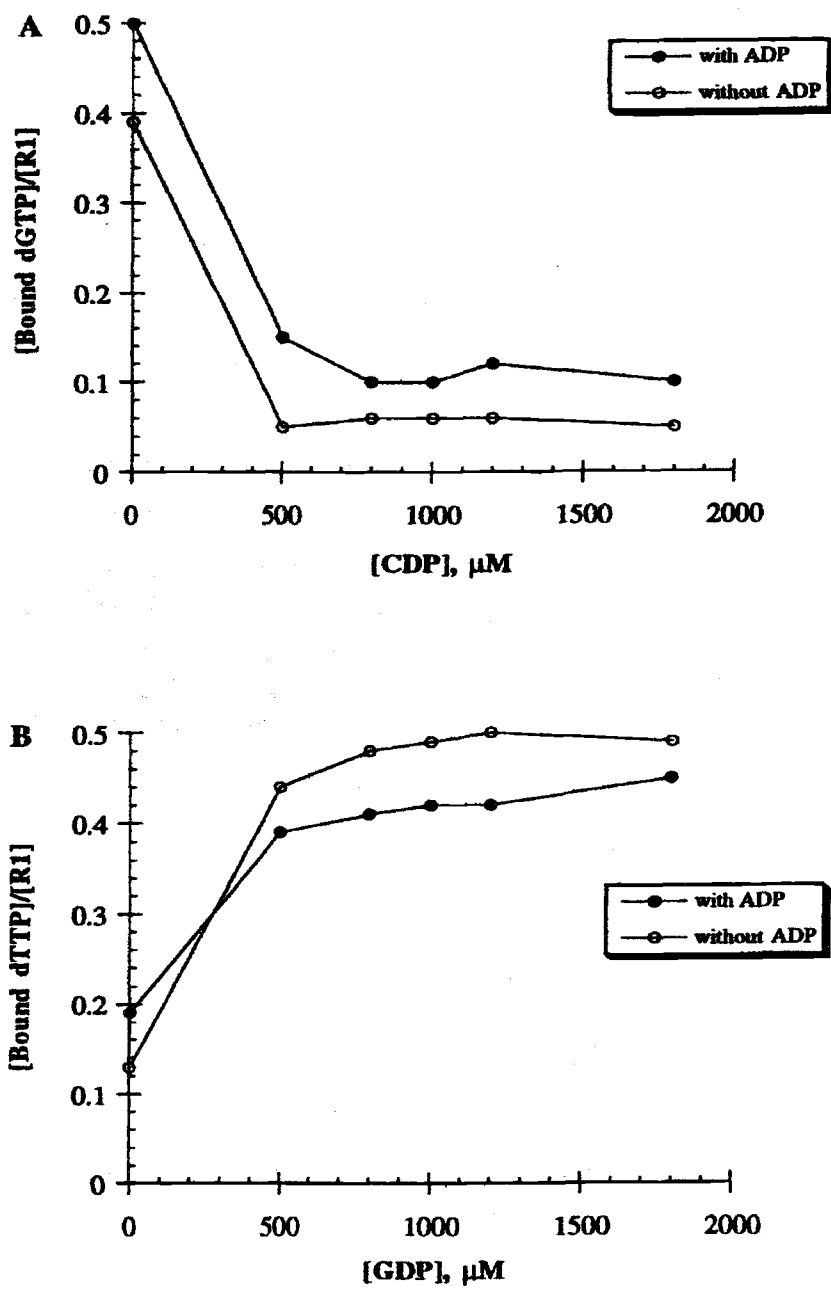 A
[Bound dGTP]/[R1]
0.5
0.4
0.3
0.2
0.1
0
0 500 1000 1500 2000
[CDP], μM
with ADP
without ADP
B
[Bound dTTP]/[R1]
0.5
0.4
0.3
0.2
0.1
0
0 500 1000 1500 2000
[GDP], μM
with ADP
without ADP